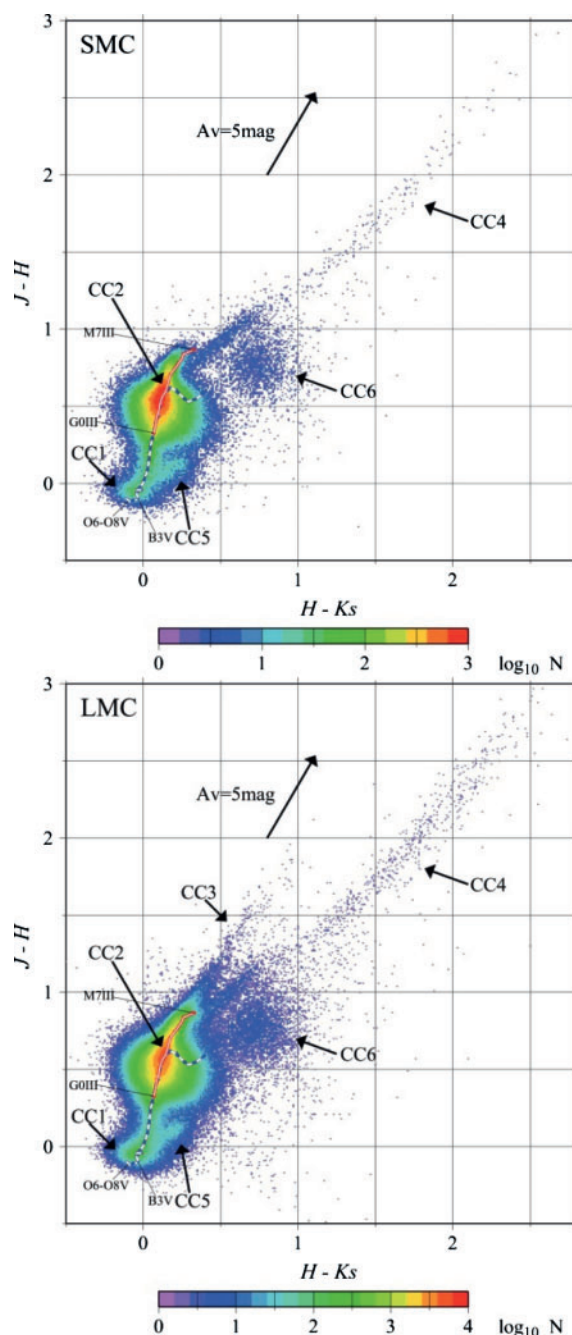 3
SMC
Av=5mag
2
CC4
J - H
CC2
M7III
1
CC6
G0III
CC1
0
O6-O8V
B3V
CC5
0 1 2
H - Ks
0 1 2 3 log10 N
3
LMC
Av=5mag
2
CC3
CC4
J - H
CC2
M7III
1
CC6
G0III
CC1
0
O6-O8V
B3V
CC5
0 1 2
H - Ks
0 1 2 3 4 log10 N